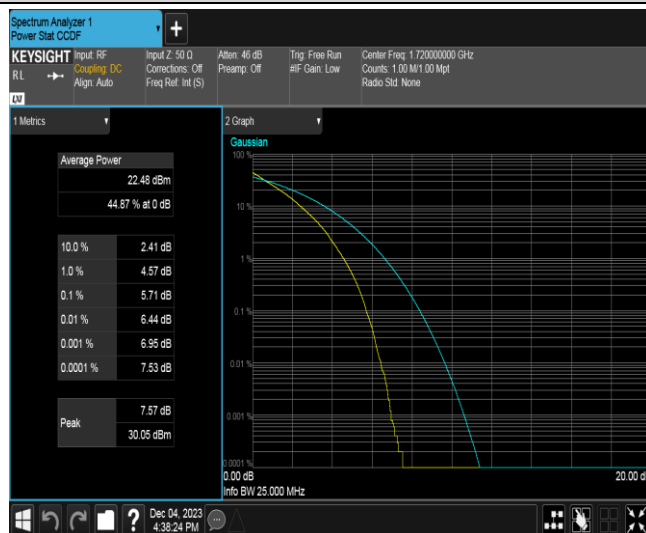 Spectrum Analyzer 1
Power Stat CCDF
+
KEYSIGHT
RL
LXI
Input: RF
Coupling: DC
Align: Auto
Input Z: 50 Ω
Corrections: Off
Freq Ref: Int (S)
Atten: 46 dB
Preamp: Off
Trig: Free Run
#IF Gain: Low
Center Freq: 1.720000000 GHz
Counts: 1.00 M/1.00 Mpt
Radio Std: None
1 Metrics
Average Power
22.48 dBm
44.87 % at 0 dB
10.0 % 2.41 dB
1.0 % 4.57 dB
0.1 % 5.71 dB
0.01 % 6.44 dB
0.001 % 6.95 dB
0.0001 % 7.53 dB
Peak
7.57 dB
30.05 dBm
2 Graph
Gaussian
100 %
10 %
1 %
0.1 %
0.01 %
0.001 %
0.0001 %
0.00 dB
20.00 d
Info BW 25.000 MHz
?
Dec 04, 2023
4:38:24 PM